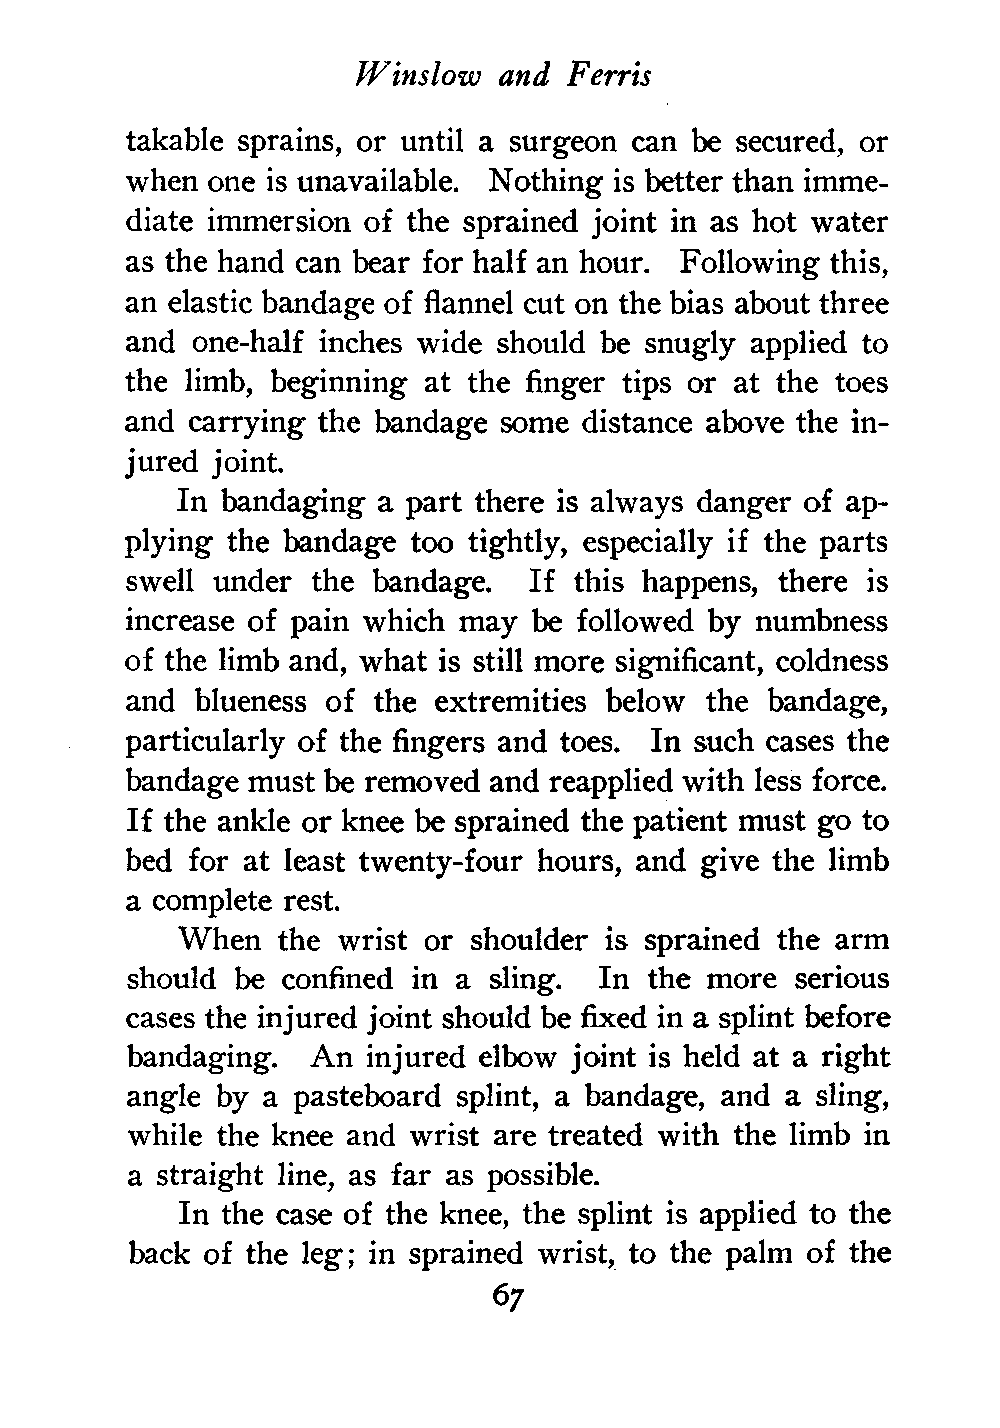 Winslow and Ferris
takable sprains, or until a surgeon can be secured, or
when one is unavailable. Nothing is better than imme-
diate immersion of the sprained joint in as hot water
as the hand can bear for half an hour. Following this,
an elastic bandage of flannel cut on the bias about three
and one-half inches wide should be snugly applied to
the limb, beginning at the finger tips or at the toes
and carrying the bandage some distance above the in-
jured joint.
In bandaging a part there is always danger of ap-
plying the bandage too tightly, especially if the parts
swell under the bandage. If this happens, there is
increase of pain which may be followed by numbness
of the limb and, what is still more significant, coldness
and blueness of the extremities below the bandage,
particularly of the fingers and toes. In such cases the
bandage must be removed and reapplied with less force.
If the ankle or knee be sprained the patient must go to
bed for at least twenty-four hours, and give the limb
a complete rest.
When the wrist or shoulder is sprained the arm
should be confined in a sling. In the more serious
cases the injured joint should be fixed in a splint before
bandaging. An injured elbow joint is held at a right
angle by a pasteboard splint, a bandage, and a sling,
while the knee and wrist are treated with the limb in
a straight line, as far as possible.
In the case of the knee, the splint is applied to the
back of the leg; in sprained wrist, to the palm of the
67